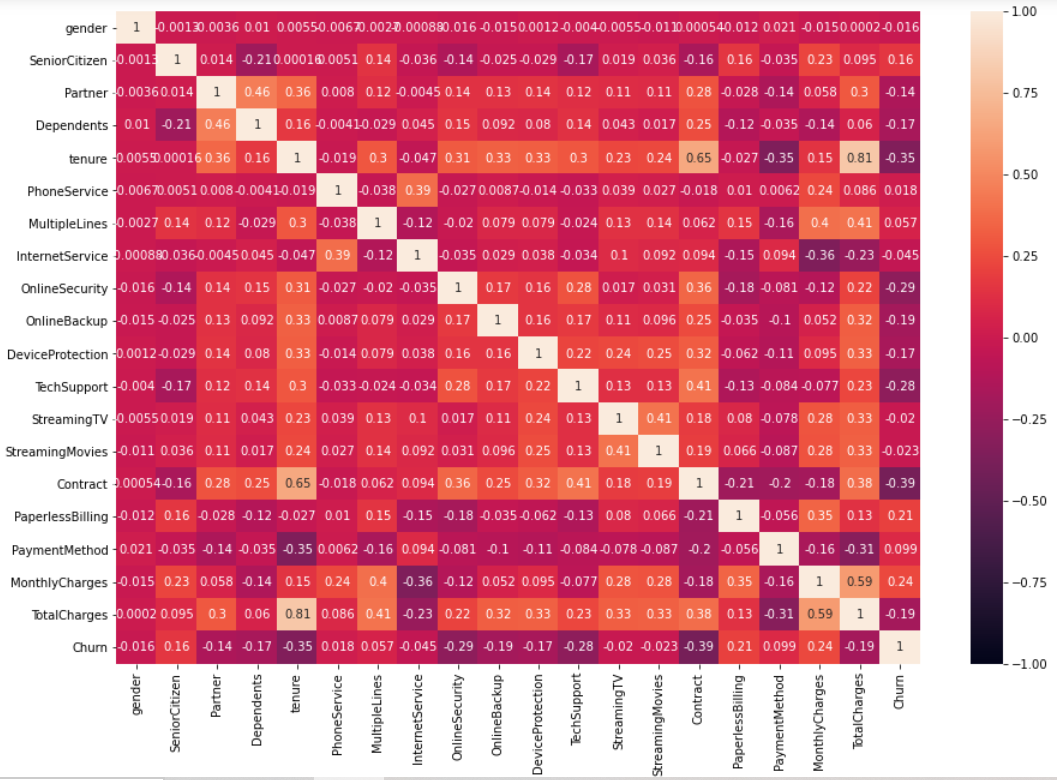 gender 1 -0.0013 -0.0036 0.01 0.0055 -0.0067 -0.0027 -0.00088 -0.016 -0.015 0.0012 -0.004 -0.0055 -0.011 0.00054 -0.012 0.021 -0.015 0.0002 -0.016 1.00
SeniorCitizen -0.0013 1 0.014 -0.21 0.00016 0.0051 0.14 -0.036 -0.14 -0.025 -0.029 -0.17 0.019 0.036 -0.16 0.16 -0.035 0.23 0.095 0.16
Partner -0.0036 0.014 1 0.46 0.36 0.008 0.12 -0.0045 0.14 0.13 0.14 0.12 0.11 0.11 0.28 -0.028 -0.14 0.058 0.3 -0.14 0.75
Dependents 0.01 -0.21 0.46 1 0.16 -0.0041 -0.029 0.045 0.15 0.092 0.08 0.14 0.043 0.017 0.25 -0.12 -0.035 -0.14 0.06 -0.17
tenure 0.0055 0.00016 0.36 0.16 1 -0.019 0.3 -0.047 0.31 0.33 0.33 0.3 0.23 0.24 0.65 -0.027 -0.35 0.15 0.81 -0.35 0.50
PhoneService -0.0067 0.0051 0.008 -0.0041 -0.019 1 -0.038 0.39 -0.027 0.0087 -0.014 -0.033 0.039 0.027 -0.018 0.01 0.0062 0.24 0.086 0.018
MultipleLines -0.0027 0.14 0.12 -0.029 0.3 -0.038 1 -0.12 -0.02 0.079 0.079 -0.024 0.13 0.14 0.062 0.15 -0.16 0.4 0.41 0.057
InternetService 0.00088 -0.036 -0.0045 0.045 -0.047 0.39 -0.12 1 -0.035 0.029 0.038 -0.034 0.1 0.092 0.094 -0.15 0.094 -0.36 -0.23 -0.045 0.25
OnlineSecurity -0.016 -0.14 0.14 0.15 0.31 -0.027 -0.02 -0.035 1 0.17 0.16 0.28 0.017 0.031 0.36 -0.18 -0.081 -0.12 0.22 -0.29
OnlineBackup -0.015 -0.025 0.13 0.092 0.33 0.0087 0.079 0.029 0.17 1 0.16 0.17 0.11 0.096 0.25 -0.035 -0.1 0.052 0.32 -0.19 0.00
DeviceProtection -0.0012 -0.029 0.14 0.08 0.33 -0.014 0.079 0.038 0.16 0.16 1 0.22 0.24 0.25 0.32 -0.062 -0.11 0.095 0.33 -0.17
TechSupport -0.004 -0.17 0.12 0.14 0.3 -0.033 -0.024 -0.034 0.28 0.17 0.22 1 0.13 0.13 0.41 -0.13 -0.084 -0.077 0.23 -0.28
StreamingTV -0.0055 0.019 0.11 0.043 0.23 0.039 0.13 0.1 0.017 0.11 0.24 0.13 1 0.41 0.18 0.08 -0.078 0.28 0.33 -0.02 -0.25
StreamingMovies -0.011 0.036 0.11 0.017 0.24 0.027 0.14 0.092 0.031 0.096 0.25 0.13 0.41 1 0.19 0.066 -0.087 0.28 0.33 -0.023
Contract 0.00054 -0.16 0.28 0.25 0.65 -0.018 0.062 0.094 0.36 0.25 0.32 0.41 0.18 0.19 1 -0.21 -0.2 -0.18 0.38 -0.39 -0.50
PaperlessBilling -0.012 0.16 -0.028 -0.12 -0.027 0.01 0.15 -0.15 -0.18 -0.035 -0.062 -0.13 0.08 0.066 -0.21 1 -0.056 0.35 0.13 0.21
PaymentMethod 0.021 -0.035 -0.14 -0.035 -0.35 0.0062 -0.16 0.094 -0.081 -0.1 -0.11 -0.084 -0.078 -0.087 -0.2 -0.056 1 -0.16 -0.31 0.099
MonthlyCharges -0.015 0.23 0.058 -0.14 0.15 0.24 0.4 -0.36 -0.12 0.052 0.095 -0.077 0.28 0.28 -0.18 0.35 -0.16 1 0.59 0.24 -0.75
TotalCharges -0.0002 0.095 0.3 0.06 0.81 0.086 0.41 -0.23 0.22 0.32 0.33 0.23 0.33 0.33 0.38 0.13 -0.31 0.59 1 -0.19
Churn -0.016 0.16 -0.14 -0.17 -0.35 0.018 0.057 -0.045 -0.29 -0.19 -0.17 -0.28 -0.02 -0.023 -0.39 0.21 0.099 0.24 -0.19 1 -1.00
gender SeniorCitizen Partner Dependents tenure PhoneService MultipleLines InternetService OnlineSecurity OnlineBackup DeviceProtection TechSupport StreamingTV StreamingMovies Contract PaperlessBilling PaymentMethod MonthlyCharges TotalCharges Churn